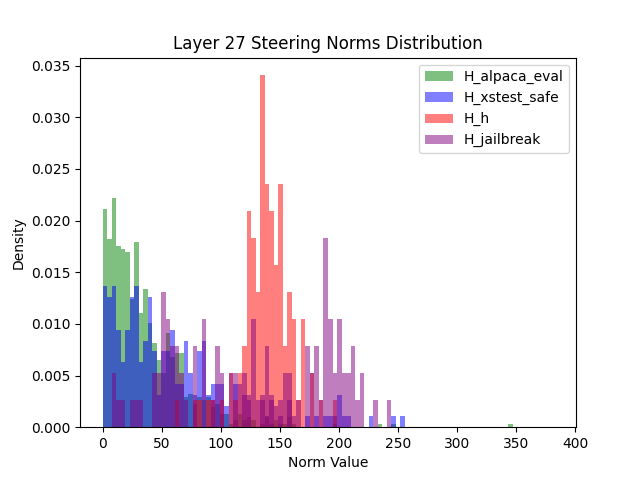 Layer 27 Steering Norms Distribution
H_alpaca_eval
H_xstest_safe
H_h
H_jailbreak
0.035
0.030
0.025
0.020
0.015
0.010
0.005
0.000
Density
0 50 100 150 200 250 300 350 400
Norm Value